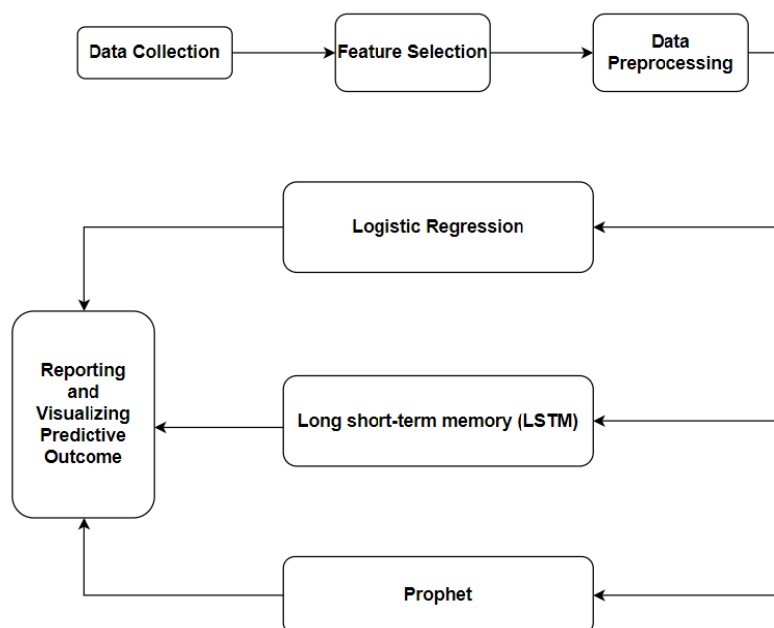 Data Collection
Feature Selection
Data
Preprocessing
Logistic Regression
Reporting
and
Visualizing
Predictive
Outcome
Long short-term memory (LSTM)
Prophet